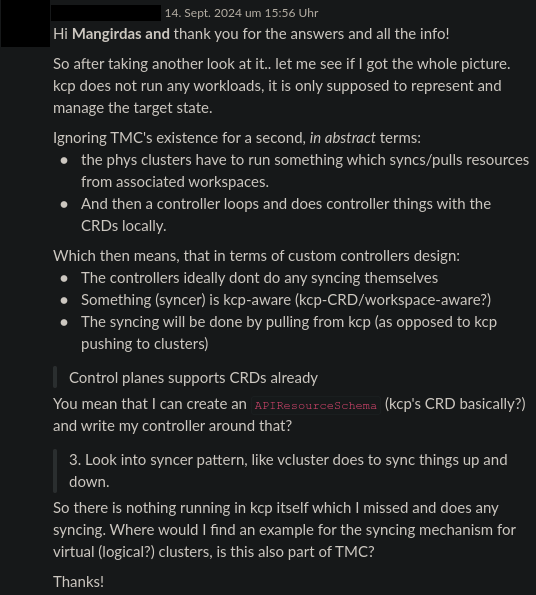 14. Sept. 2024 um 15:56 Uhr
Hi Mangirdas and thank you for the answers and all the info!
So after taking another look at it.. let me see if I got the whole picture.
kcp does not run any workloads, it is only supposed to represent and
manage the target state.
Ignoring TMC's existence for a second, in abstract terms:
● the phys clusters have to run something which syncs/pulls resources
from associated workspaces.
● And then a controller loops and does controller things with the
CRDs locally.
Which then means, that in terms of custom controllers design:
● The controllers ideally dont do any syncing themselves
● Something (syncer) is kcp-aware (kcp-CRD/workspace-aware?)
● The syncing will be done by pulling from kcp (as opposed to kcp
pushing to clusters)
Control planes supports CRDs already
You mean that I can create an APIResourceSchema (kcp's CRD basically?)
and write my controller around that?
3. Look into syncer pattern, like vcluster does to sync things up and
down.
So there is nothing running in kcp itself which I missed and does any
syncing. Where would I find an example for the syncing mechanism for
virtual (logical?) clusters, is this also part of TMC?
Thanks!